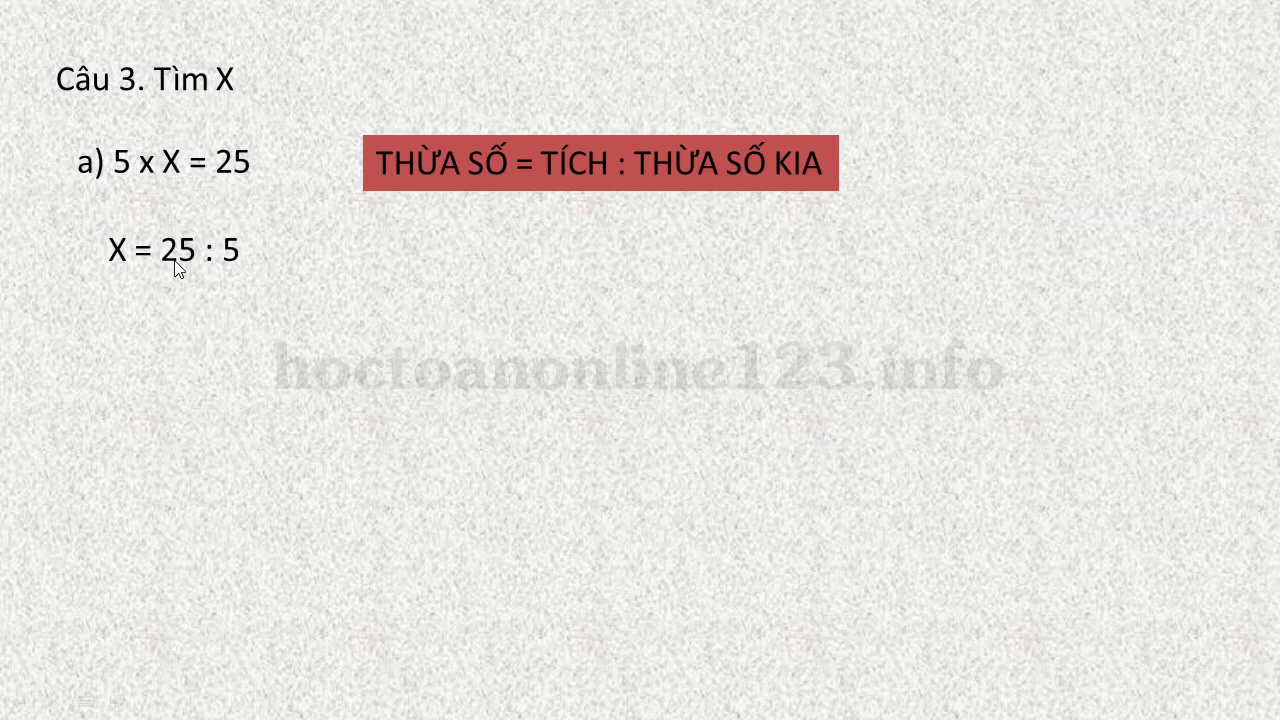 Câu 3. Tìm X
a) 5 x X = 25
THỪA SỐ = TÍCH : THỪA SỐ KIA
X = 25 : 5
hoctoanonline123.info